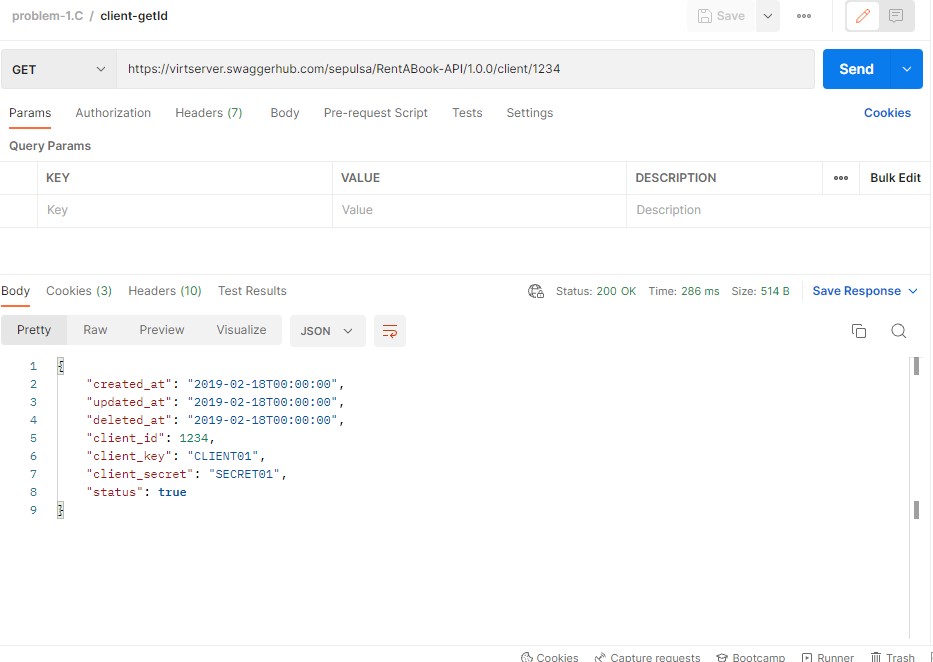 problem-1.C / client-getId Save
GET https://virtserver.swaggerhub.com/sepulsa/RentABook-API/1.0.0/client/1234 Send
Params Authorization Headers (7) Body Pre-request Script Tests Settings Cookies
Query Params
KEY VALUE DESCRIPTION Bulk Edit
Key Value Description
Body Cookies (3) Headers (10) Test Results Status: 200 OK Time: 286 ms Size: 514 B Save Response
Pretty Raw Preview Visualize JSON
1 {
2 "created_at": "2019-02-18T00:00:00",
3 "updated_at": "2019-02-18T00:00:00",
4 "deleted_at": "2019-02-18T00:00:00",
5 "client_id": 1234,
6 "client_key": "CLIENT01",
7 "client_secret": "SECRET01",
8 "status": true
9 }
Cookies Capture requests Bootcamp Runner Trash